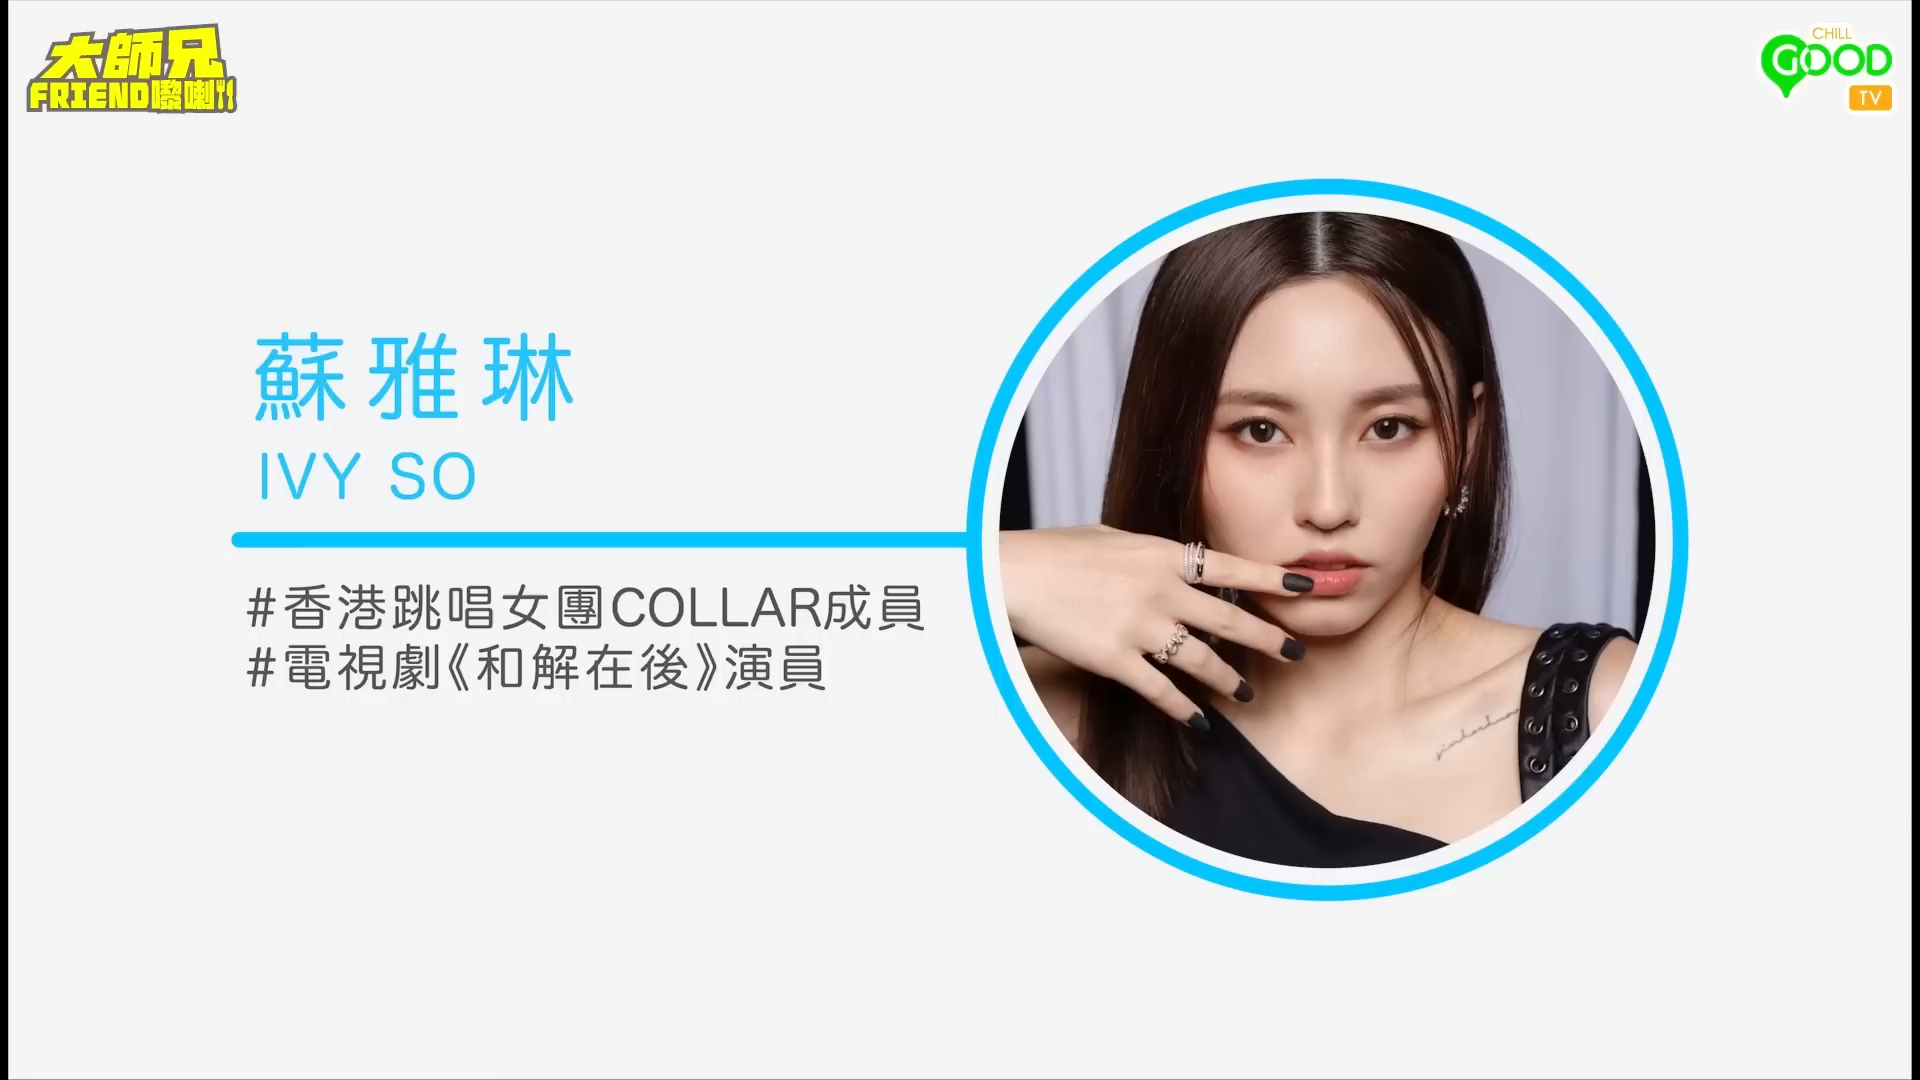 大師兄
FRIEND嚟喇!!
CHILL
GOOD
TV
蘇雅琳
IVY SO
#香港跳唱女團COLLAR成員
#電視劇《和解在後》演員